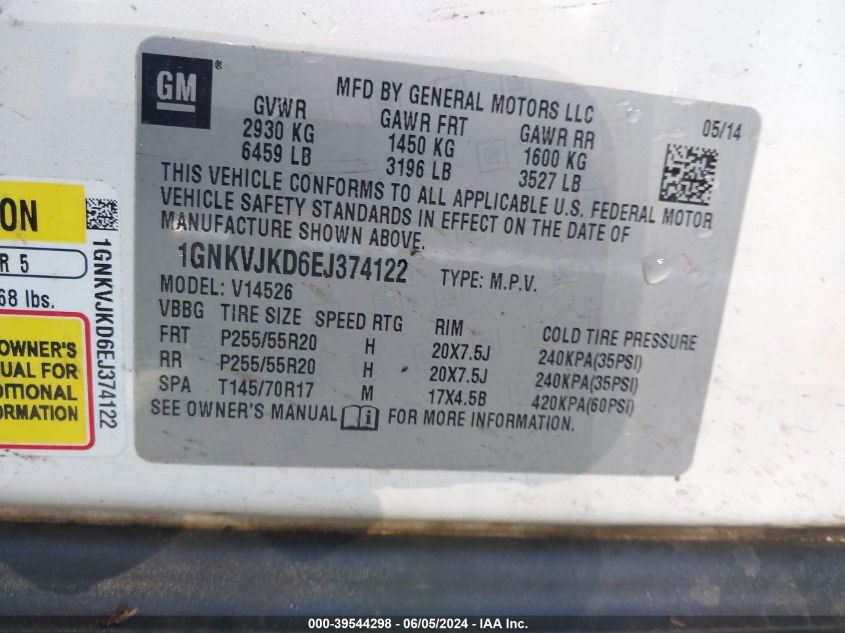 GM®
MFD BY GENERAL MOTORS LLC
GVWR GAWR FRT GAWR RR 05/14
2930 KG 1450 KG 1600 KG
6459 LB 3196 LB 3527 LB
THIS VEHICLE CONFORMS TO ALL APPLICABLE U.S. FEDERAL MOTOR
VEHICLE SAFETY STANDARDS IN EFFECT ON THE DATE OF
MANUFACTURE SHOWN ABOVE.
1GNKVJKD6EJ374122 TYPE: M.P.V.
MODEL: V14526
VBBG TIRE SIZE SPEED RTG RIM COLD TIRE PRESSURE
FRT P255/55R20 H 20X7.5J 240KPA(35PSI)
RR P255/55R20 H 20X7.5J 240KPA(35PSI)
SPA T145/70R17 M 17X4.5B 420KPA(60PSI)
SEE OWNER'S MANUAL i FOR MORE INFORMATION.
ON
R 5
68 lbs.
OWNER'S
UAL FOR
DITIONAL
RMATION
1GNKVJKD6EJ374122
000-39544298 - 06/05/2024 - IAA Inc.